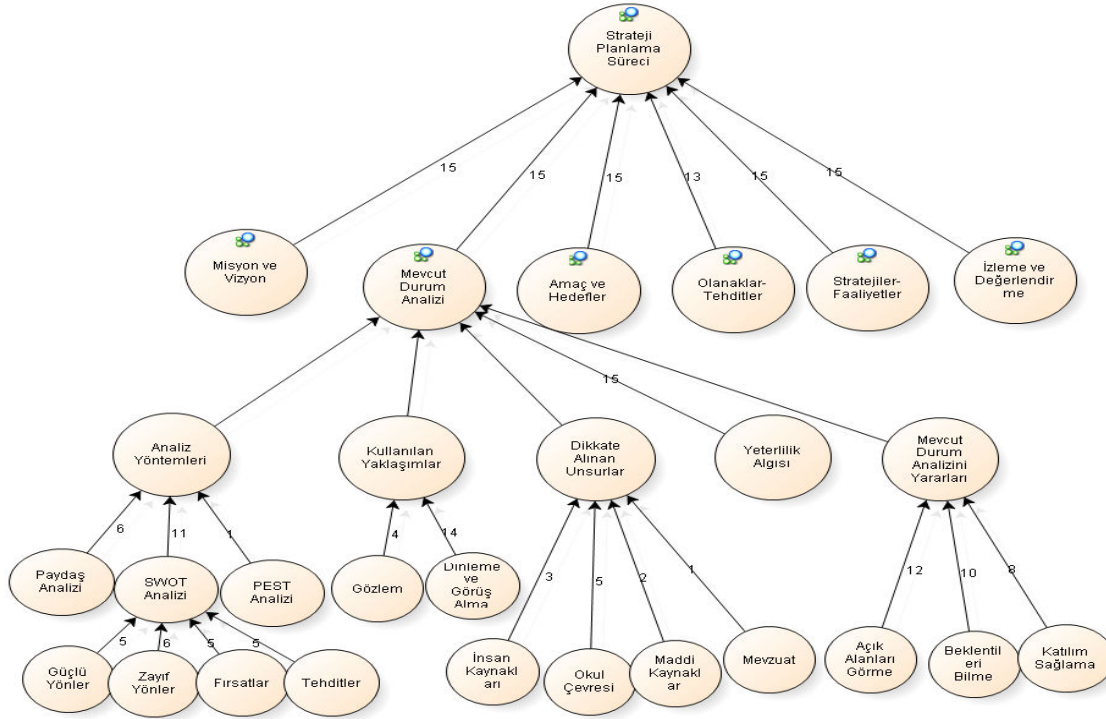 Strateji
Planlama
Süreci
15
15
15
13
15
15
Misyon ve
Vizyon
Mevcut
Durum
Analizi
Amaç ve
Hedefler
Olanaklar-
Tehditler
Stratejiler-
Faaliyetler
İzleme ve
Değerlendir
me
15
Analiz
Yöntemleri
Kullanılan
Yaklaşımlar
Dikkate
Alınan
Unsurlar
Yeterlilik
Algısı
Mevcut
Durum
Analizini
Yararları
6
11
1
4
14
3
5
2
1
12
10
8
Paydaş
Analizi
SWOT
Analizi
PEST
Analizi
Gözlem
Dinleme ve
Görüş
Alma
5
6
5
5
Güçlü
Yönler
Zayıf
Yönler
Fırsatlar
Tehditler
İnsan
Kaynakl
arı
Okul
Çevresi
Maddi
Kaynakl
ar
Mevzuat
Açık
Alanları
Görme
Beklentil
eri
Bilme
Katılım
Sağlama